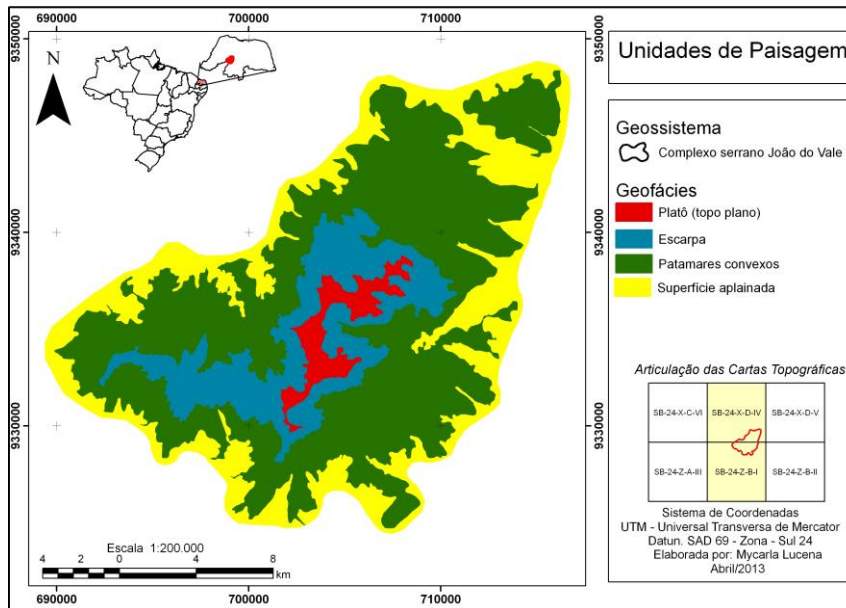 690000
700000
710000
9350000
9350000
N
Unidades de Paisagem
Geossistema
Complexo serrano João do Vale
Geofácies
Platô (topo plano)
Escarpa
Patamares convexos
Superfície aplainada
9340000
9340000
Articulação das Cartas Topográficas
SB-24-X-C-VI
SB-24-X-D-IV
SB-24-X-D-V
SB-24-Z-A-III
SB-24-Z-B-I
SB-24-Z-B-II
9330000
9330000
Sistema de Coordenadas
UTM - Universal Transversa de Mercator
Datun. SAD 69 - Zona - Sul 24
Elaborada por: Mycarla Lucena
Abril/2013
Escala 1:200.000
4 2 0 4 8
km
690000
700000
710000